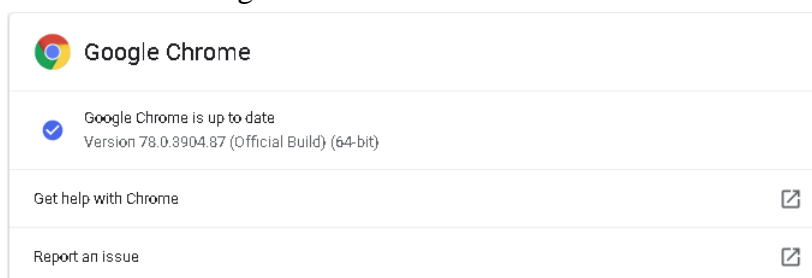 Google Chrome
Google Chrome is up to date
Version 78.0.3904.87 (Official Build) (64-bit)
Get help with Chrome
Report an issue